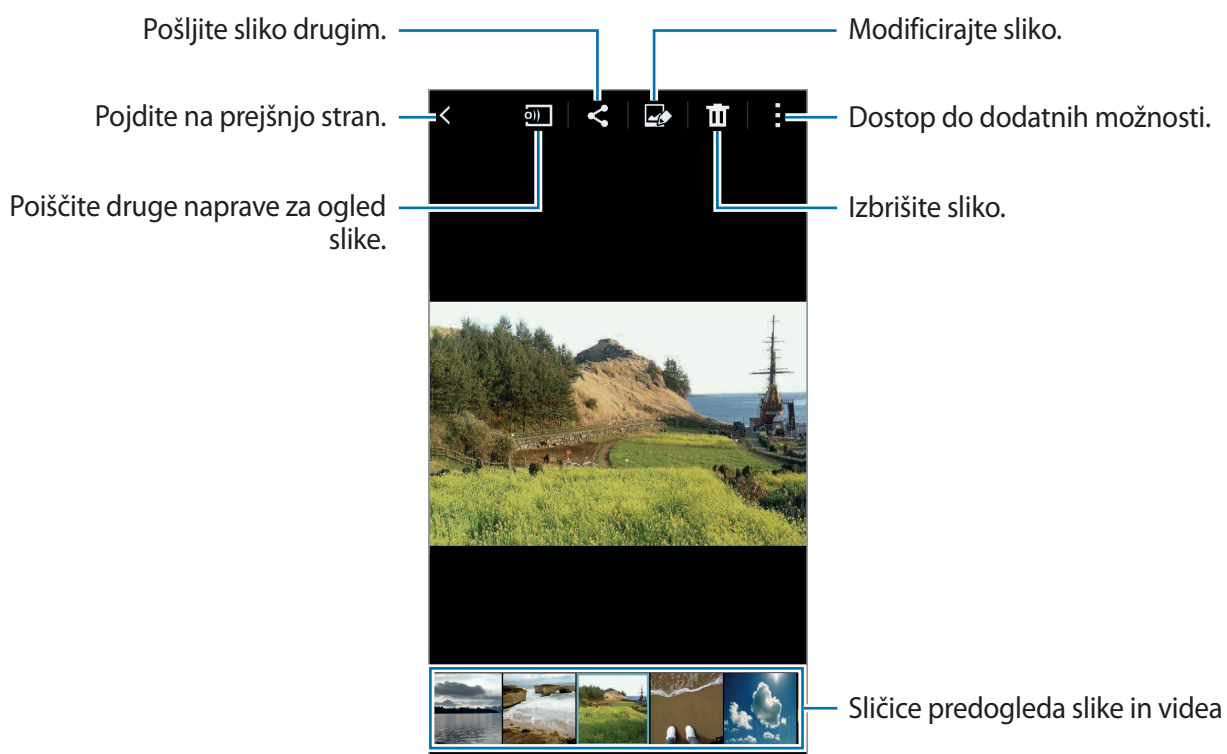 Pošljite sliko drugim.
Modificirajte sliko.
Pojdite na prejšnjo stran.
Dostop do dodatnih možnosti.
Poiščite druge naprave za ogled
slike.
Izbrišite sliko.
Sličice predogleda slike in videa